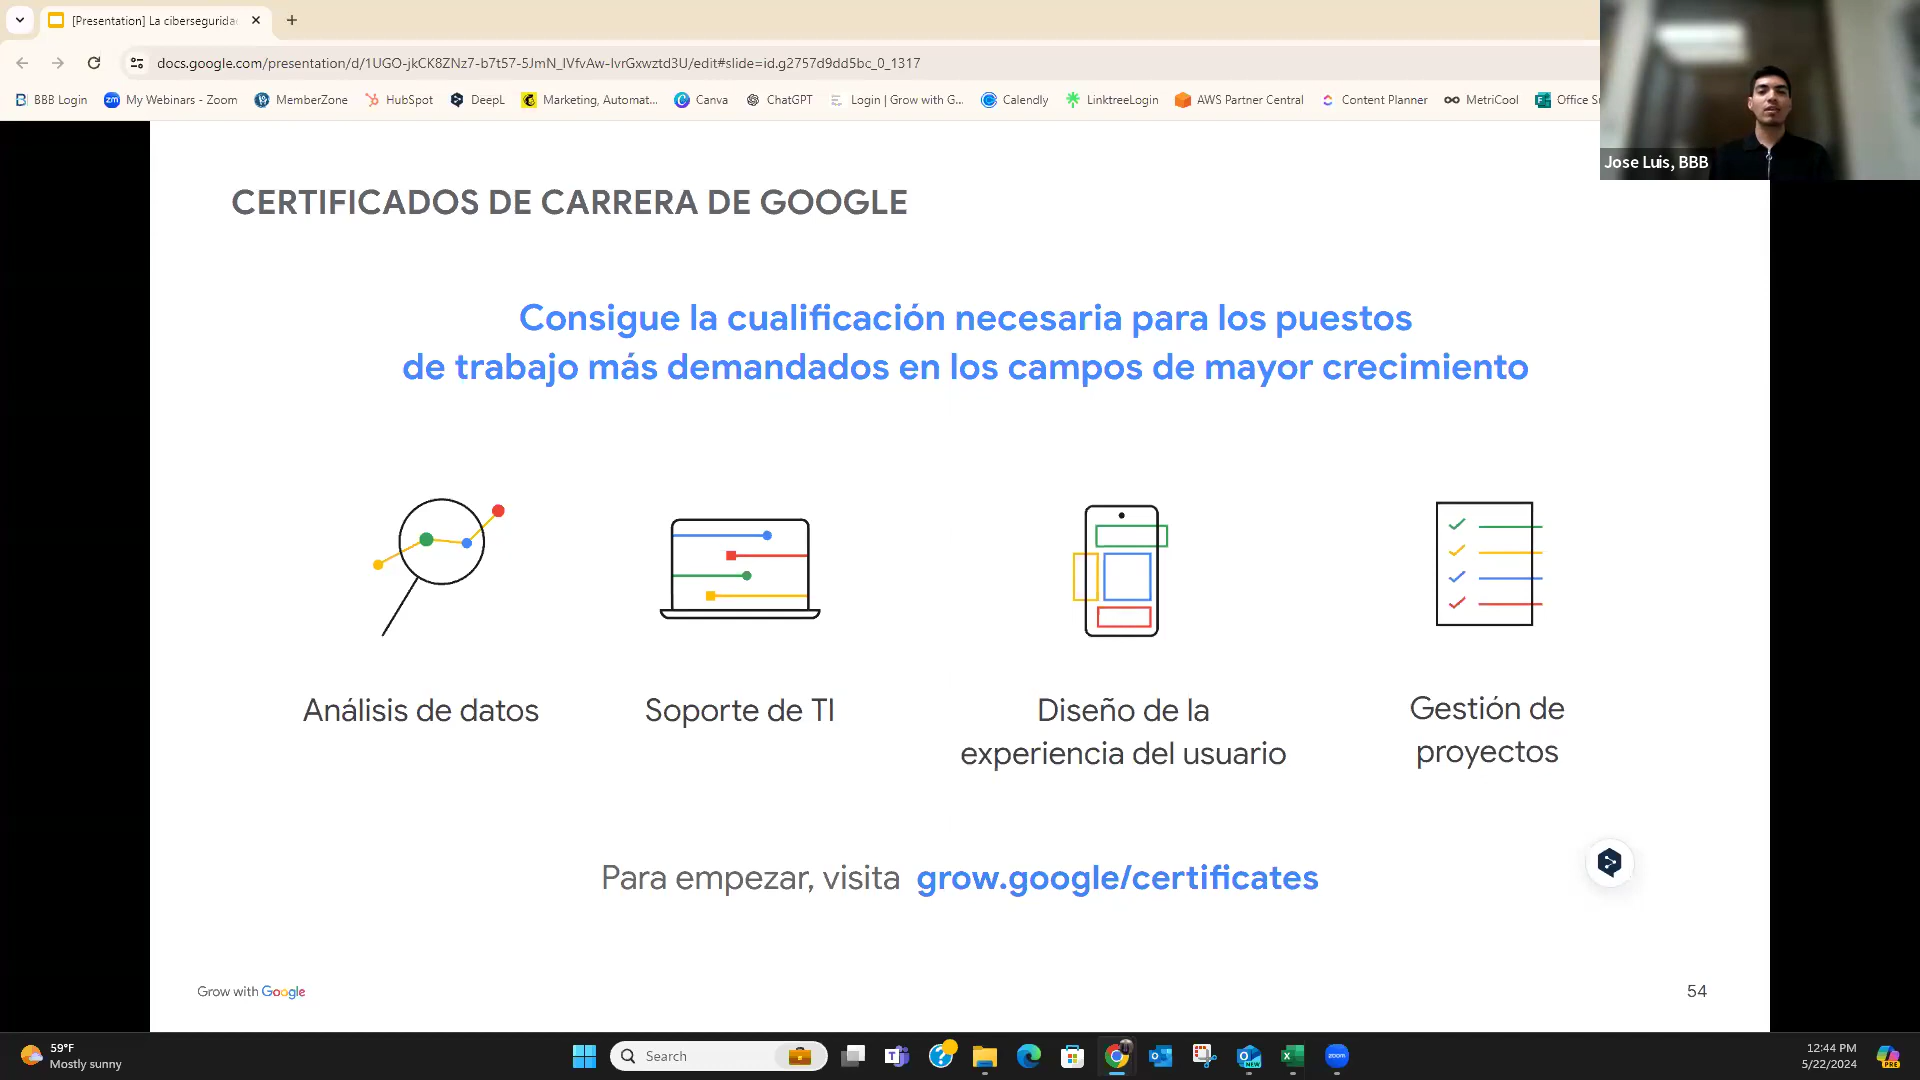 [Presentation] La cibersegurida
docs.google.com/presentation/d/1UGO-jkCK8ZNz7-b7t57-5JmN_IVfvAw-IvrGxwztd3U/edit#slide=id.g2757d9dd5bc_0_1317
BBB Login My Webinars - Zoom MemberZone HubSpot DeepL Marketing, Automat... Canva ChatGPT Login | Grow with G... Calendly LinktreeLogin AWS Partner Central Content Planner MetriCool Office Su
Jose Luis, BBB
CERTIFICADOS DE CARRERA DE GOOGLE
Consigue la cualificación necesaria para los puestos
de trabajo más demandados en los campos de mayor crecimiento
Análisis de datos
Soporte de TI
Diseño de la
experiencia del usuario
Gestión de
proyectos
Para empezar, visita grow.google/certificates
Grow with Google
54
59°F
Mostly sunny
Search
12:44 PM
5/22/2024